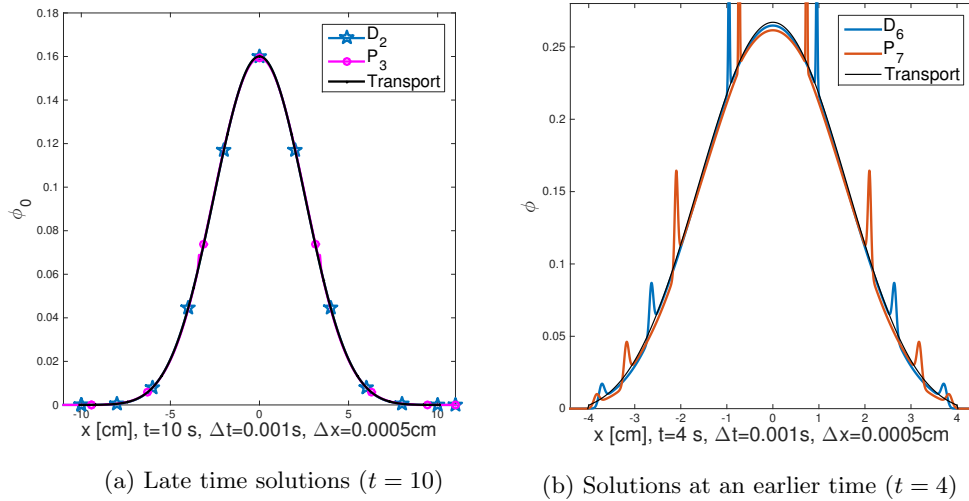 0.18
0.16
0.14
0.12
0.1
0.08
0.06
0.04
0.02
0
ϕ₀
D₂
P₃
Transport
-10 -5 0 5 10
x [cm], t=10 s, Δt=0.001s, Δx=0.0005cm
(a) Late time solutions (t = 10)
0.25
0.2
0.15
0.1
0.05
0
ϕ
D₆
P₇
Transport
-4 -3 -2 -1 0 1 2 3 4
x [cm], t=4 s, Δt=0.001s, Δx=0.0005cm
(b) Solutions at an earlier time (t = 4)